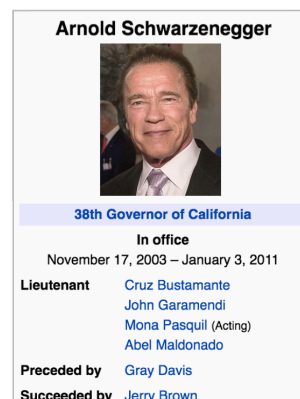 Arnold Schwarzenegger
38th Governor of California
In office
November 17, 2003 – January 3, 2011
Lieutenant Cruz Bustamante
John Garamendi
Mona Pasquil (Acting)
Abel Maldonado
Preceded by Gray Davis
Succeeded by Jerry Brown